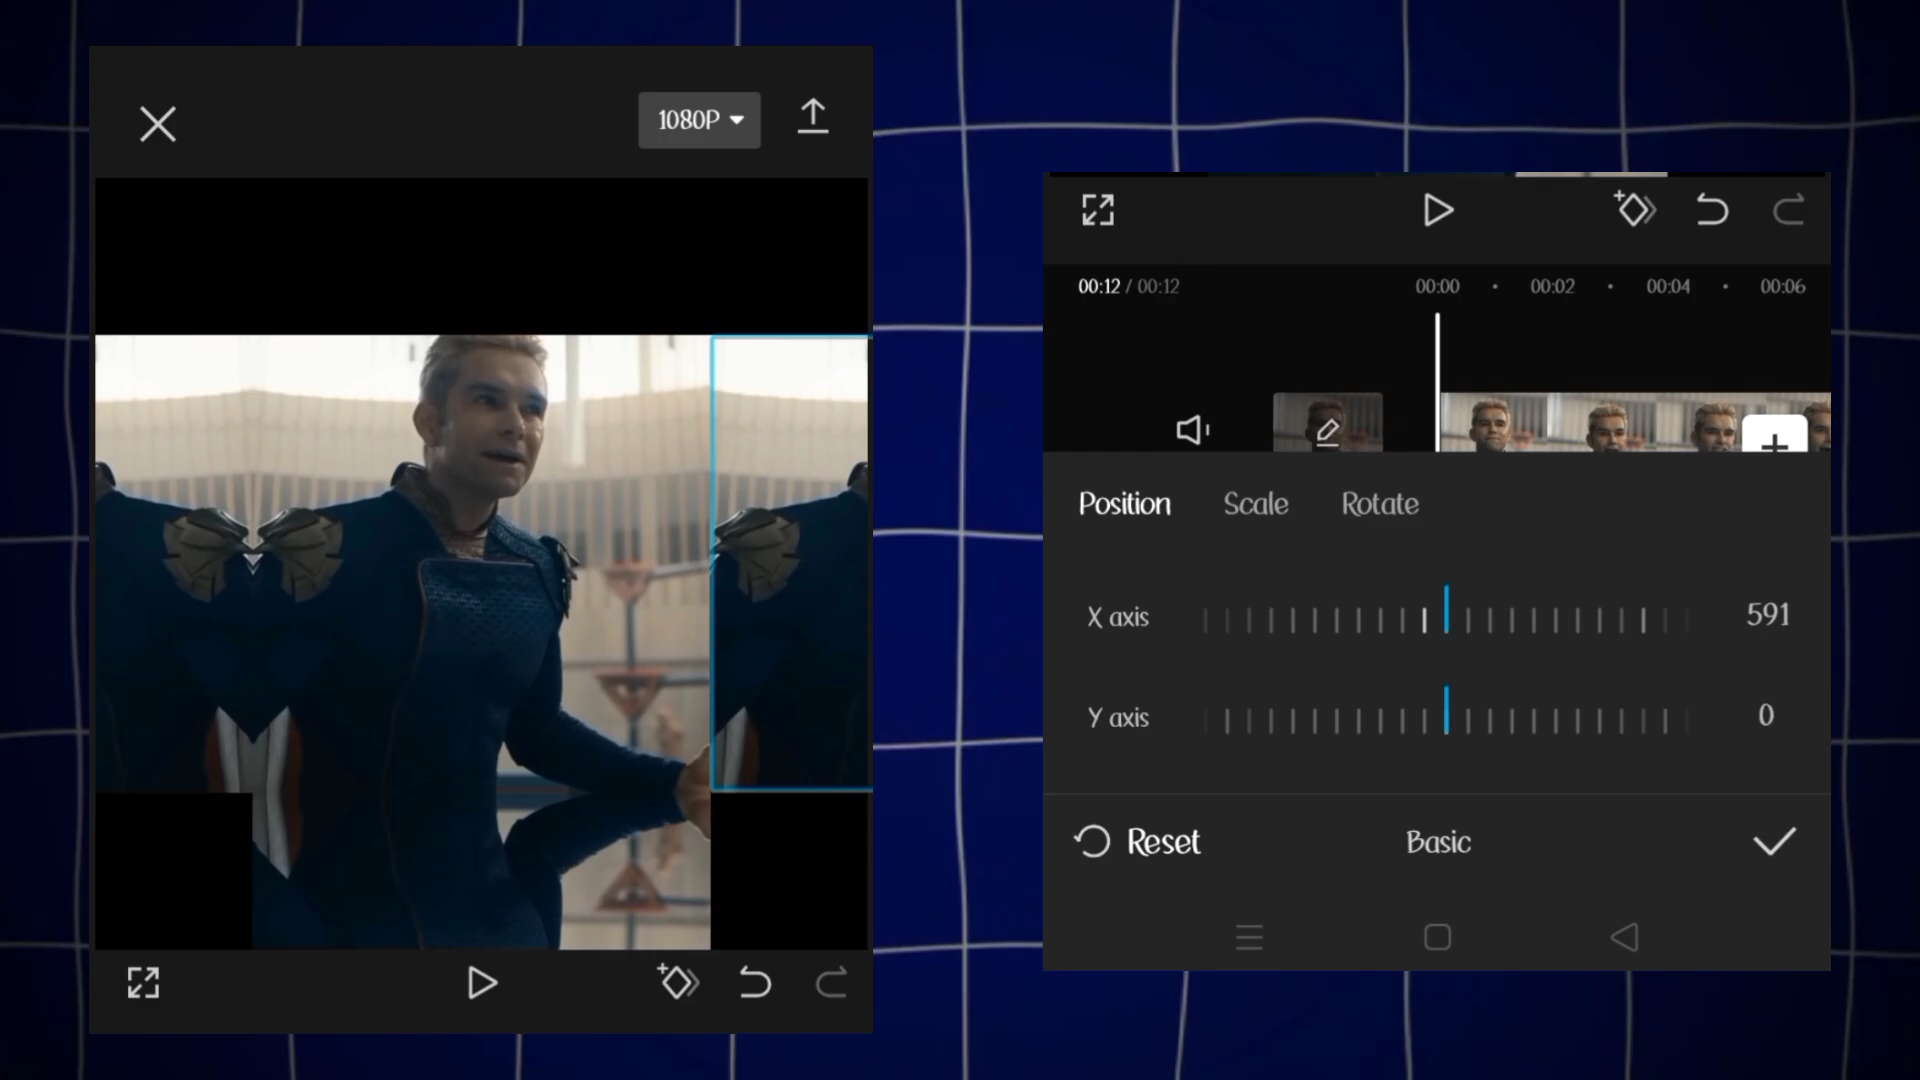 1080P
00:12 / 00:12
00:00 • 00:02 • 00:04 • 00:06
Position Scale Rotate
X axis 591
Y axis 0
Reset Basic